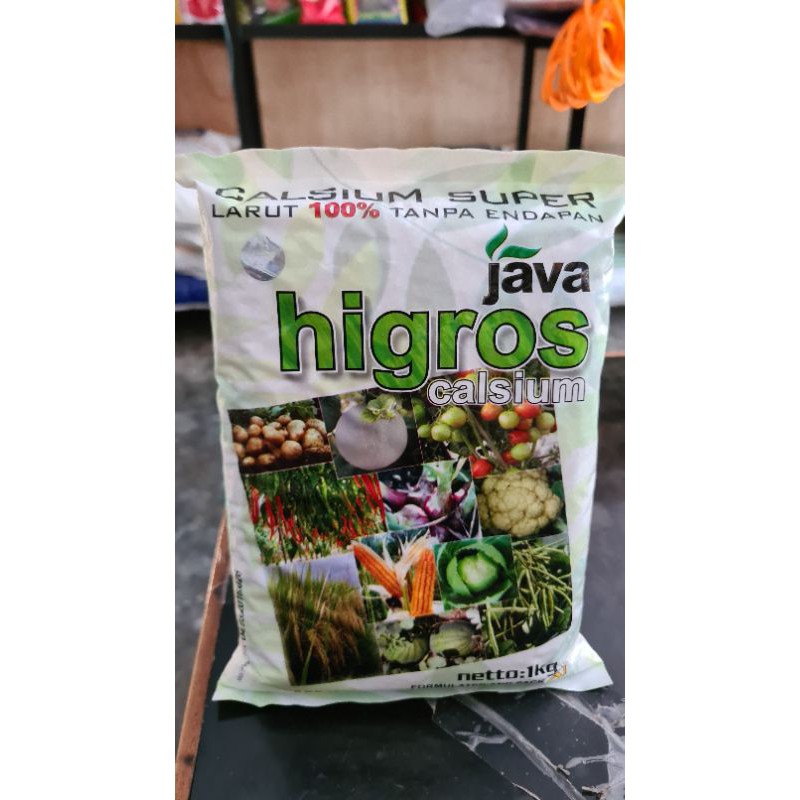 CALSIUM SUPER
LARUT 100% TANPA ENDAPAN
java
higros
calsium
netto:1kg